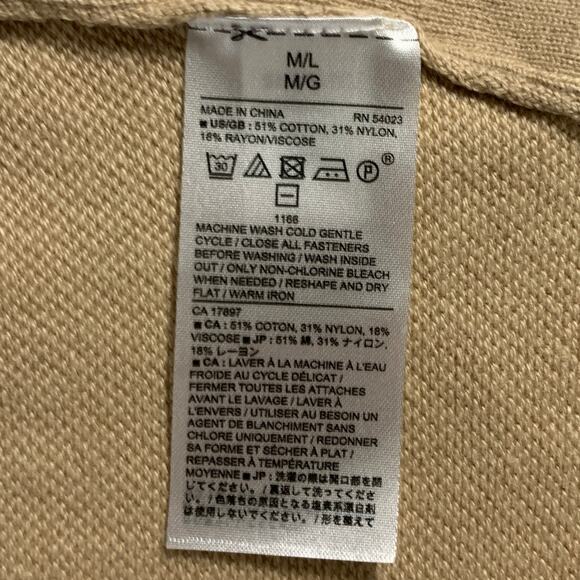 M/L
M/G
MADE IN CHINA RN 54023
■ US/GB : 51% COTTON, 31% NYLON,
18% RAYON/VISCOSE
30 P ®
1166
MACHINE WASH COLD GENTLE
CYCLE / CLOSE ALL FASTENERS
BEFORE WASHING / WASH INSIDE
OUT / ONLY NON-CHLORINE BLEACH
WHEN NEEDED / RESHAPE AND DRY
FLAT / WARM IRON
CA 17897
■ CA : 51% COTON, 31% NYLON, 18%
VISCOSE ■ JP : 51% 綿, 31% ナイロン,
18% レーヨン
■ CA : LAVER À LA MACHINE À L'EAU
FROIDE AU CYCLE DÉLICAT /
FERMER TOUTES LES ATTACHES
AVANT LE LAVAGE / LAVER À
L'ENVERS / UTILISER AU BESOIN UN
AGENT DE BLANCHIMENT SANS
CHLORE UNIQUEMENT / REDONNER
SA FORME ET SÉCHER À PLAT /
REPASSER À TEMPÉRATURE
MOYENNE ■ JP : 洗濯の際は開口部を閉
じてください。 / 裏返して洗ってくださ
い。 / 色落ちの原因となる塩素系漂白剤
は使用しないでください。 / 形を整えて